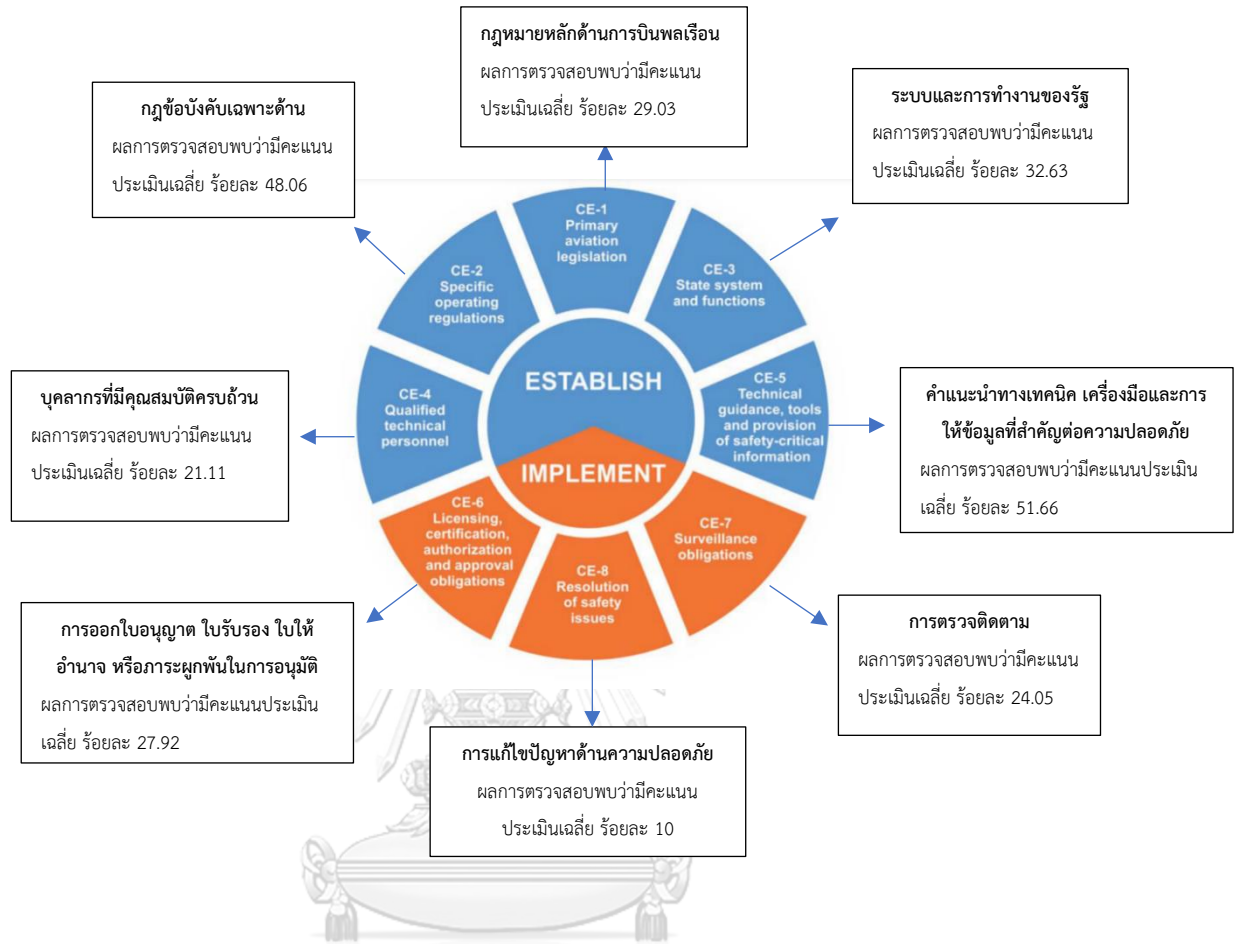 กฎหมายหลักด้านการบินพลเรือน
ผลการตรวจสอบพบว่ามีคะแนน
ประเมินเฉลี่ย ร้อยละ 29.03
กฎข้อบังคับเฉพาะด้าน
ผลการตรวจสอบพบว่ามีคะแนน
ประเมินเฉลี่ย ร้อยละ 48.06
ระบบและการทำงานของรัฐ
ผลการตรวจสอบพบว่ามีคะแนน
ประเมินเฉลี่ย ร้อยละ 32.63
CE-1
Primary
aviation
legislation
CE-2
Specific
operating
regulations
CE-3
State system
and functions
บุคลากรที่มีคุณสมบัติครบถ้วน
ผลการตรวจสอบพบว่ามีคะแนน
ประเมินเฉลี่ย ร้อยละ 21.11
CE-4
Qualified
technical
personnel
ESTABLISH
IMPLEMENT
CE-5
Technical
guidance, tools
and provision
of safety-critical
information
คำแนะนำทางเทคนิค เครื่องมือและการ
ให้ข้อมูลที่สำคัญต่อความปลอดภัย
ผลการตรวจสอบพบว่ามีคะแนนประเมิน
เฉลี่ย ร้อยละ 51.66
CE-6
Licensing,
certification,
authorization
and approval
obligations
CE-8
Resolution
of safety
issues
CE-7
Surveillance
obligations
การออกใบอนุญาต ใบรับรอง ใบให้
อำนาจ หรือภาระผูกพันในการอนุมัติ
ผลการตรวจสอบพบว่ามีคะแนนประเมิน
เฉลี่ย ร้อยละ 27.92
การตรวจติดตาม
ผลการตรวจสอบพบว่ามีคะแนน
ประเมินเฉลี่ย ร้อยละ 24.05
การแก้ไขปัญหาด้านความปลอดภัย
ผลการตรวจสอบพบว่ามีคะแนน
ประเมินเฉลี่ย ร้อยละ 10